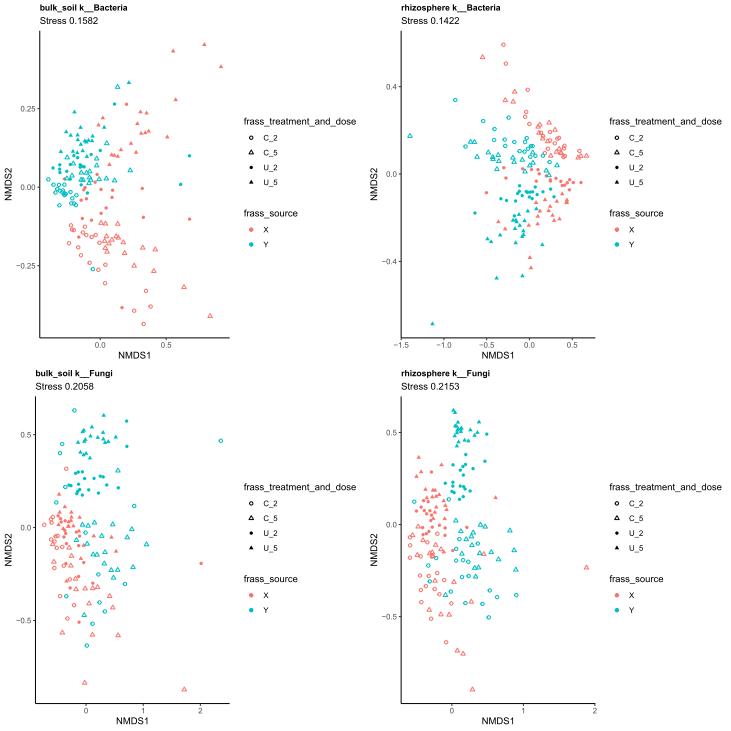 bulk_soil k__Bacteria
Stress 0.1582
NMDS2
0.25
0.00
−0.25
0.0
0.5
NMDS1
frass_treatment_and_dose
C_2
C_5
U_2
U_5
frass_source
X
Y
rhizosphere k__Bacteria
Stress 0.1422
NMDS2
0.4
0.0
−0.4
−1.5
−1.0
−0.5
0.0
0.5
NMDS1
frass_treatment_and_dose
C_2
C_5
U_2
U_5
frass_source
X
Y
bulk_soil k__Fungi
Stress 0.2058
NMDS2
0.5
0.0
−0.5
0
1
2
NMDS1
frass_treatment_and_dose
C_2
C_5
U_2
U_5
frass_source
X
Y
rhizosphere k__Fungi
Stress 0.2153
NMDS2
0.5
0.0
−0.5
0
1
2
NMDS1
frass_treatment_and_dose
C_2
C_5
U_2
U_5
frass_source
X
Y